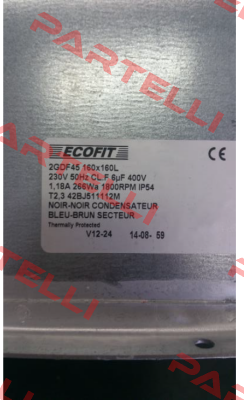 PARTELLI
ECOFIT
CE
2GDF45 160x160L
230V 50Hz CL F 6µF 400V
1,18A 266Wa 1800RPM IP54
T2,3 42BJ511112M
NOIR-NOIR CONDENSATEUR
BLEU-BRUN SECTEUR
Thermally Protected
V12-24 14-08- 59
PARTELLI
PARTELLI